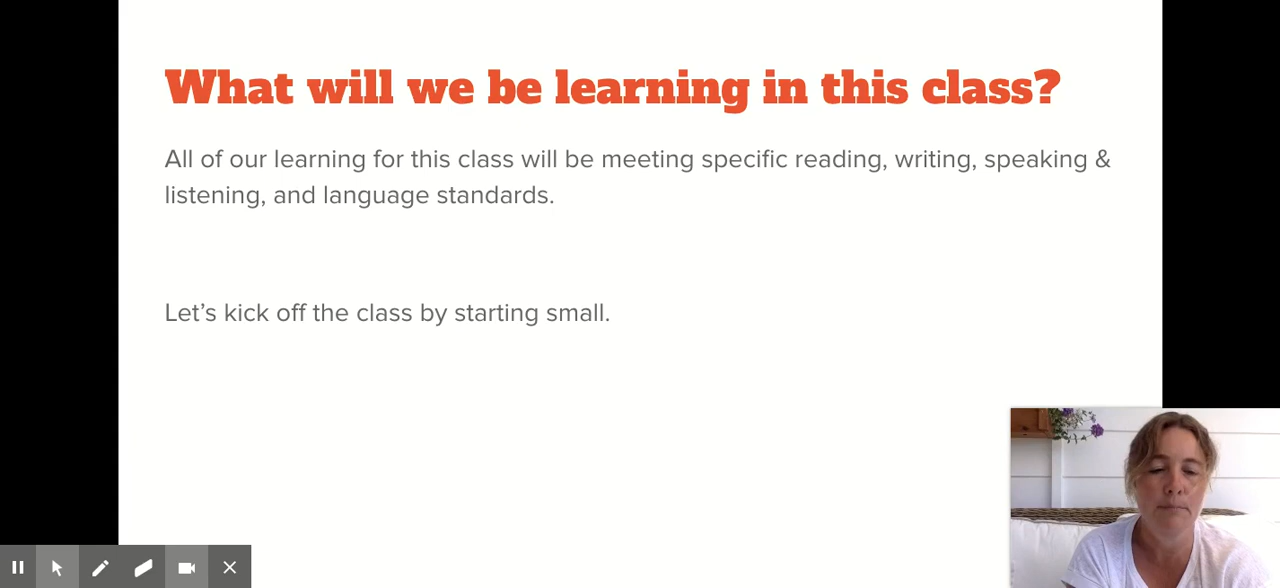 What will we be learning in this class?
All of our learning for this class will be meeting specific reading, writing, speaking &
listening, and language standards.
Let’s kick off the class by starting small.